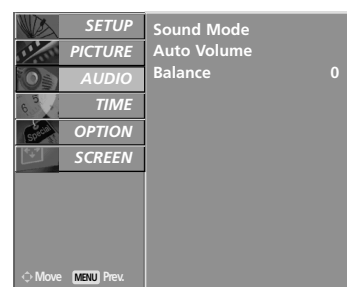 SETUP
PICTURE
AUDIO
TIME
OPTION
SCREEN
Move MENU Prev.
Sound Mode
Auto Volume
Balance 0